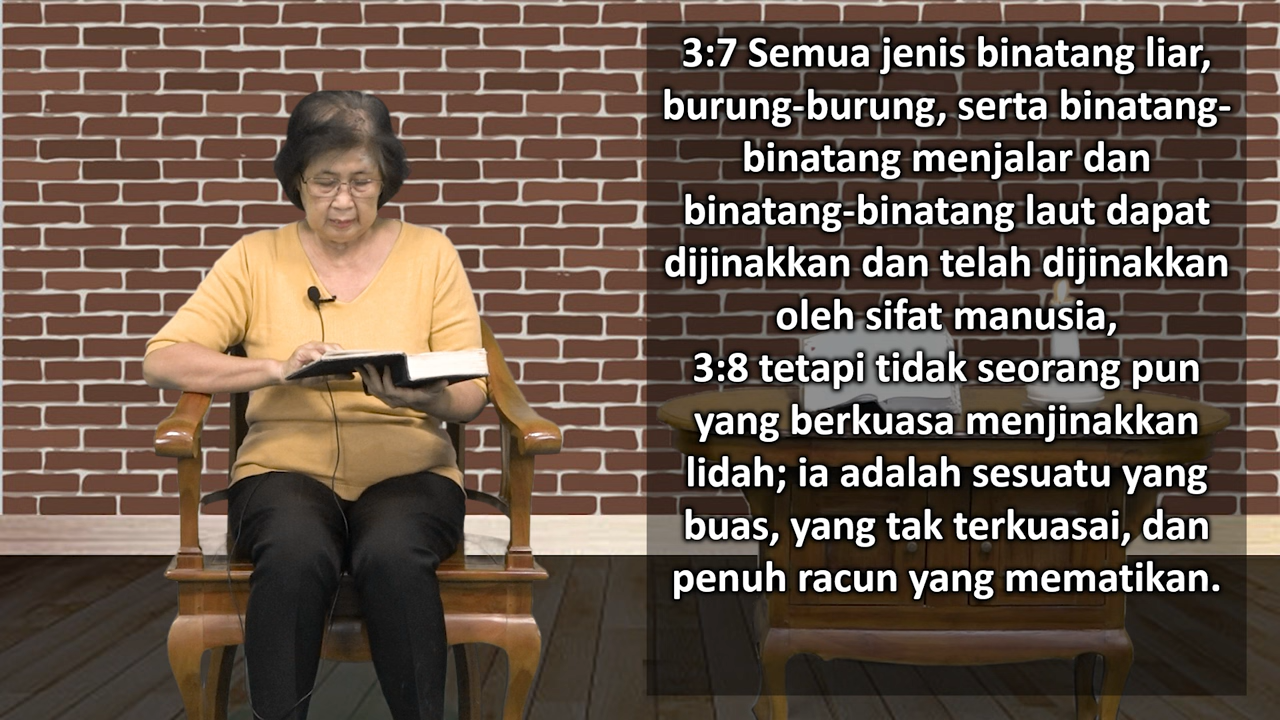 3:7 Semua jenis binatang liar,
burung-burung, serta binatang-
binatang menjalar dan
binatang-binatang laut dapat
dijinakkan dan telah dijinakkan
oleh sifat manusia,
3:8 tetapi tidak seorang pun
yang berkuasa menjinakkan
lidah; ia adalah sesuatu yang
buas, yang tak terkuasai, dan
penuh racun yang mematikan.